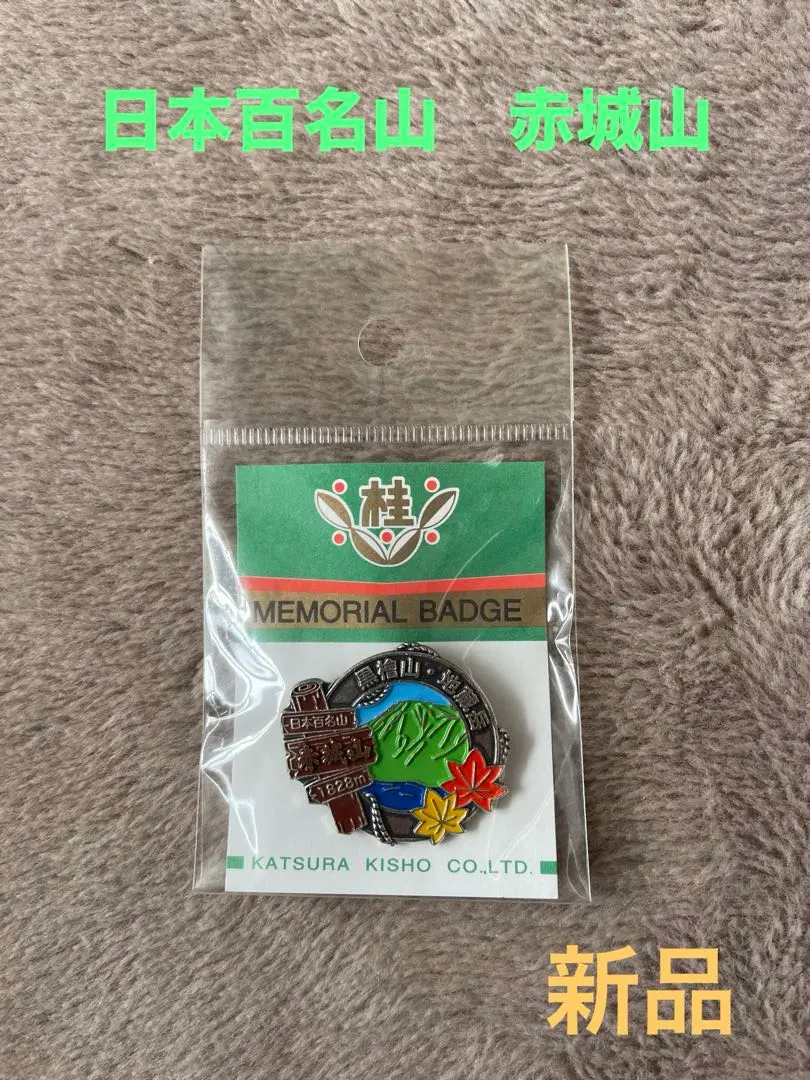 日本百名山　赤城山
桂
MEMORIAL BADGE
黒檜山・地蔵岳
日本百名山
赤城山
1828m
KATSURA KISHO CO.,LTD.
新品